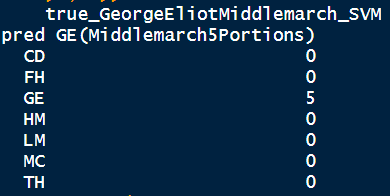 true_GeorgeEliotMiddlemarch_SVM
pred GE(Middlemarch5Portions)
CD 0
FH 0
GE 5
HM 0
LM 0
MC 0
TH 0